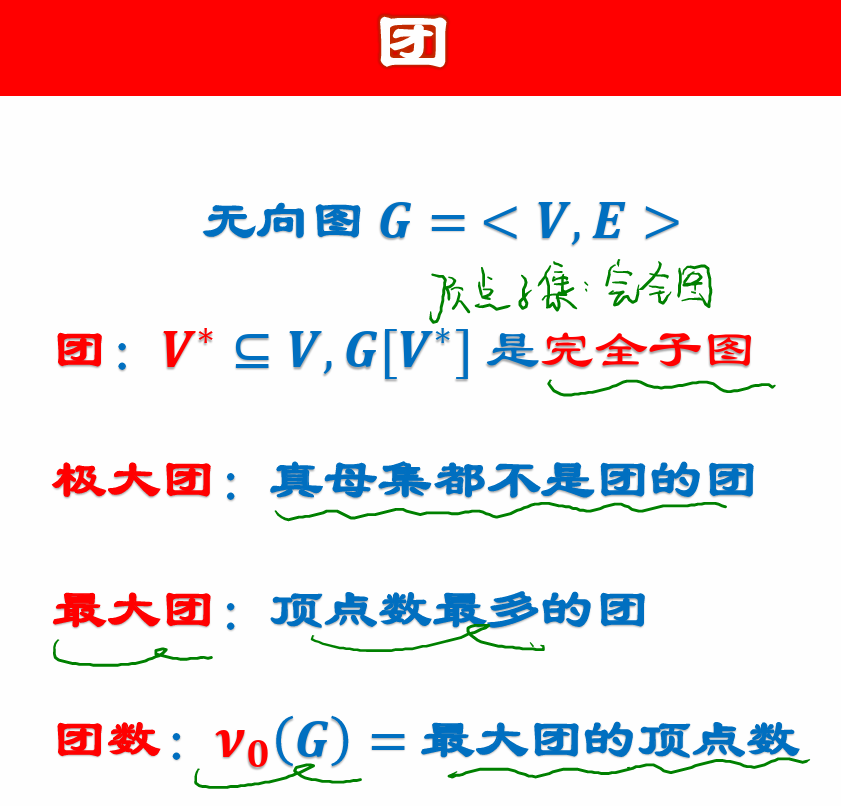 团
无向图 G = < V, E >
顶点子集:完全图
团：V* ⊆ V, G[V*] 是完全子图
极大团：真母集都不是团的团
最大团：顶点数最多的团
团数：ν₀(G) = 最大团的顶点数